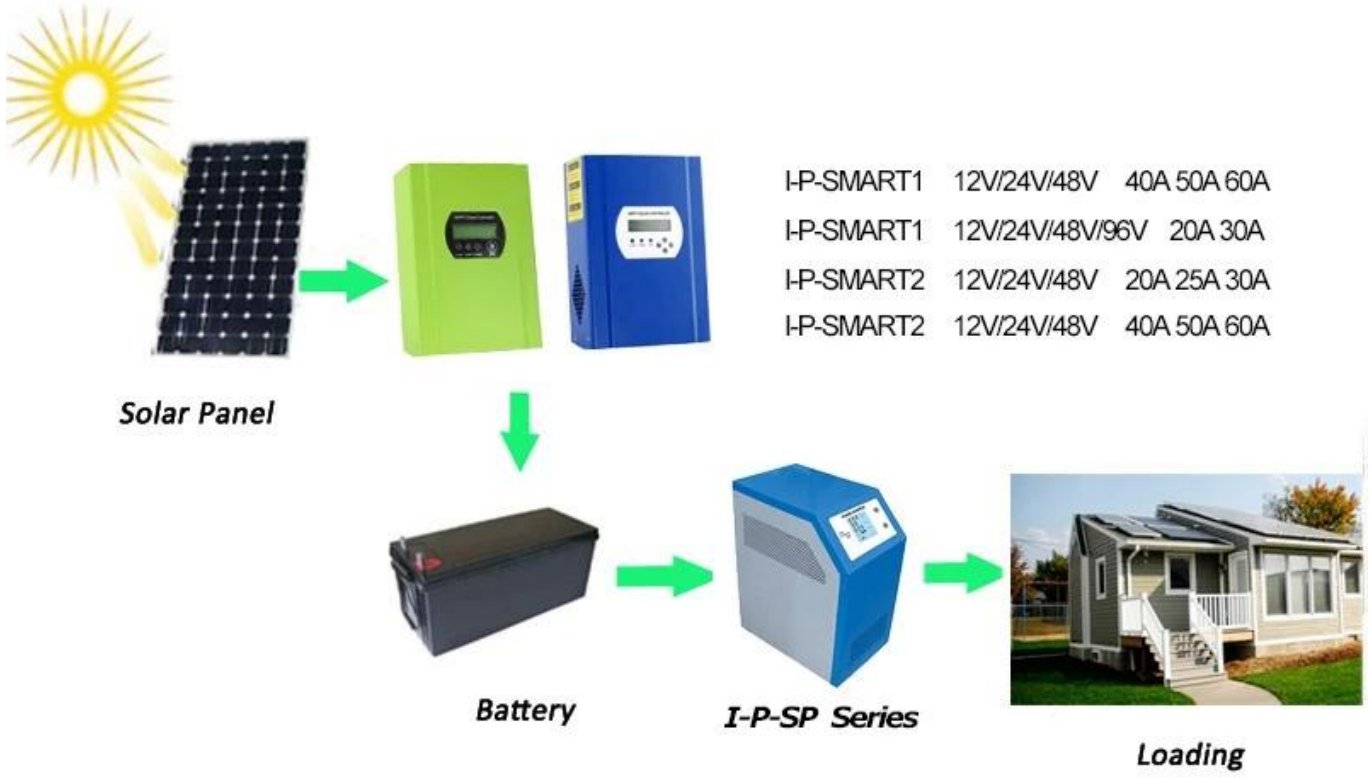 I-P-SMART1 12V/24V/48V 40A 50A 60A
I-P-SMART1 12V/24V/48V/96V 20A 30A
I-P-SMART2 12V/24V/48V 20A 25A 30A
I-P-SMART2 12V/24V/48V 40A 50A 60A
Solar Panel
Battery
I-P-SP Series
Loading